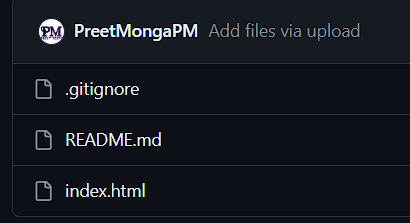 PM PreetMongaPM Add files via upload
.gitignore
README.md
index.html